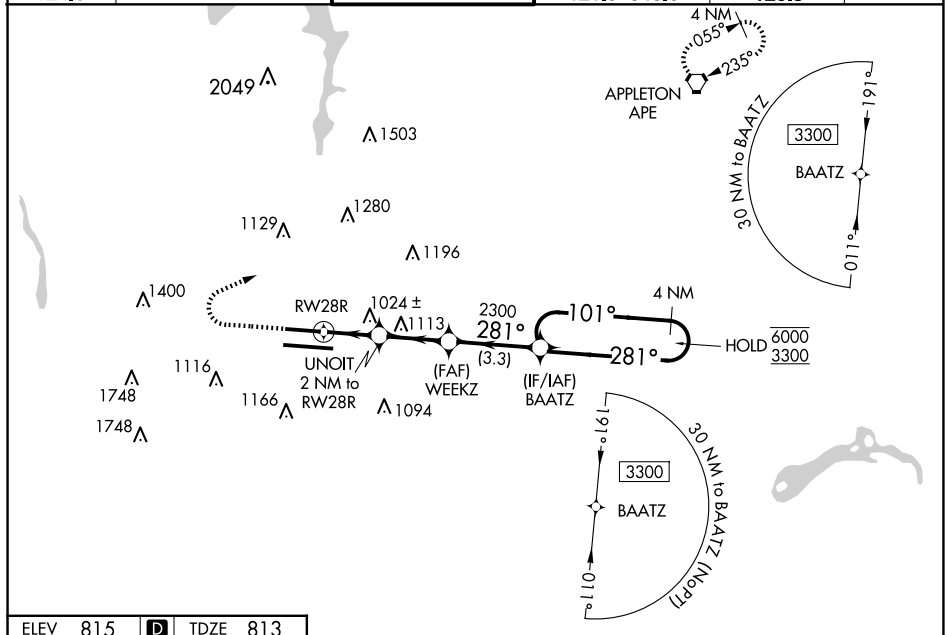 4 NM
055°
235°
APPLETON
APE
2049
1503
1280
1129
1196
1400
30 NM to BAATZ
191°
3300
BAATZ
011°
RW28R
1024 ±
1113
2300
281°
(3.3)
101°
4 NM
281°
HOLD 6000
3300
UNOIT
2 NM to
RW28R
(FAF)
WEEKZ
(IF/IAF)
BAATZ
1116
1748
1166
1094
1748
191°
30 NM to BAATZ (NoPT)
3300
BAATZ
011°
ELEV 815 D TDZE 813